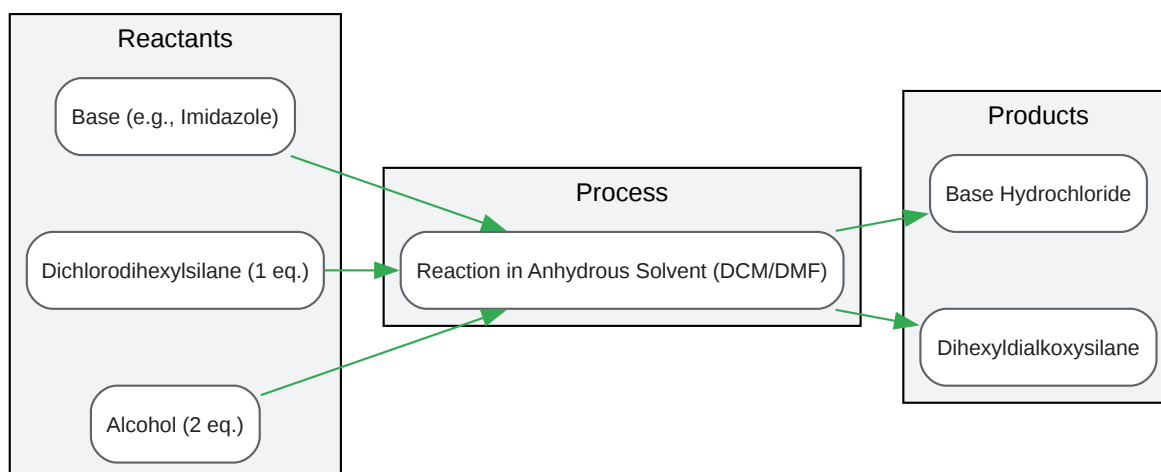 Reactants
Base (e.g., Imidazole)
Dichlorodihexylsilane (1 eq.)
Alcohol (2 eq.)
Process
Reaction in Anhydrous Solvent (DCM/DMF)
Products
Base Hydrochloride
Dihexyldialkoxysilane